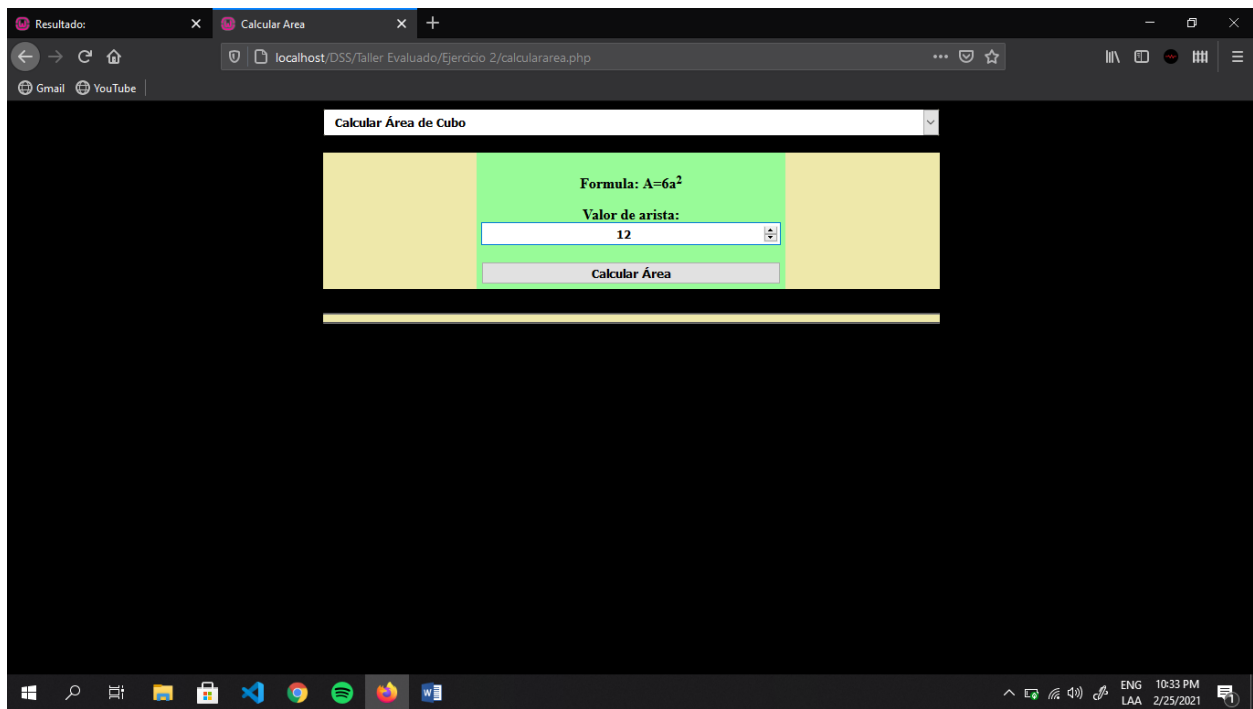 Resultado:
Calcular Area
localhost/DSS/Taller Evaluado/Ejercicio 2/calculararea.php
Gmail YouTube
Calcular Área de Cubo
Formula: A=6a²
Valor de arista:
12
Calcular Área
ENG 10:33 PM
LAA 2/25/2021